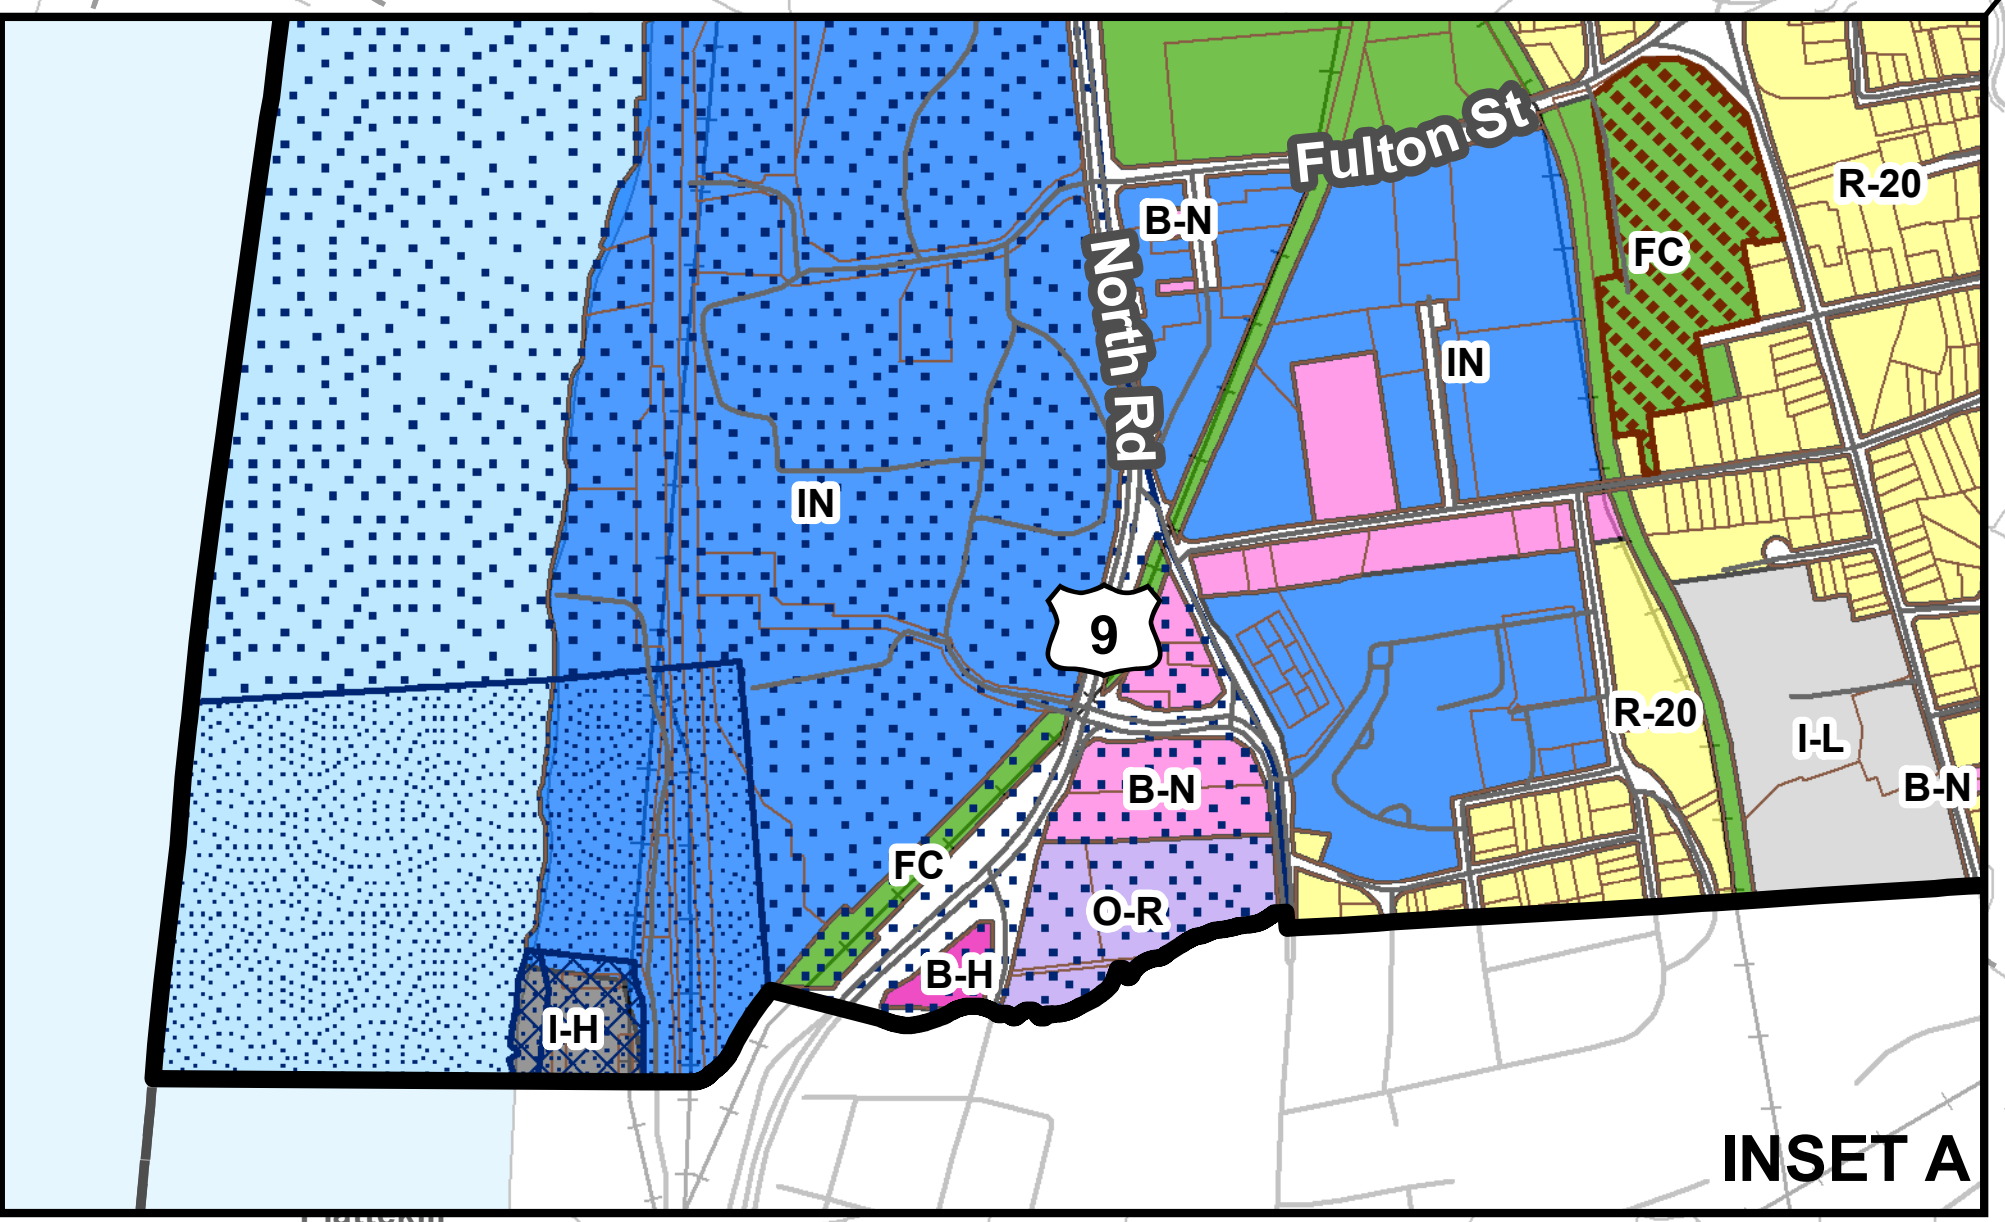 Fulton St
R-20
B-N
FC
North Rd
IN
IN
9
R-20
I-L
B-N
B-N
FC
O-R
B-H
I-H
INSET A